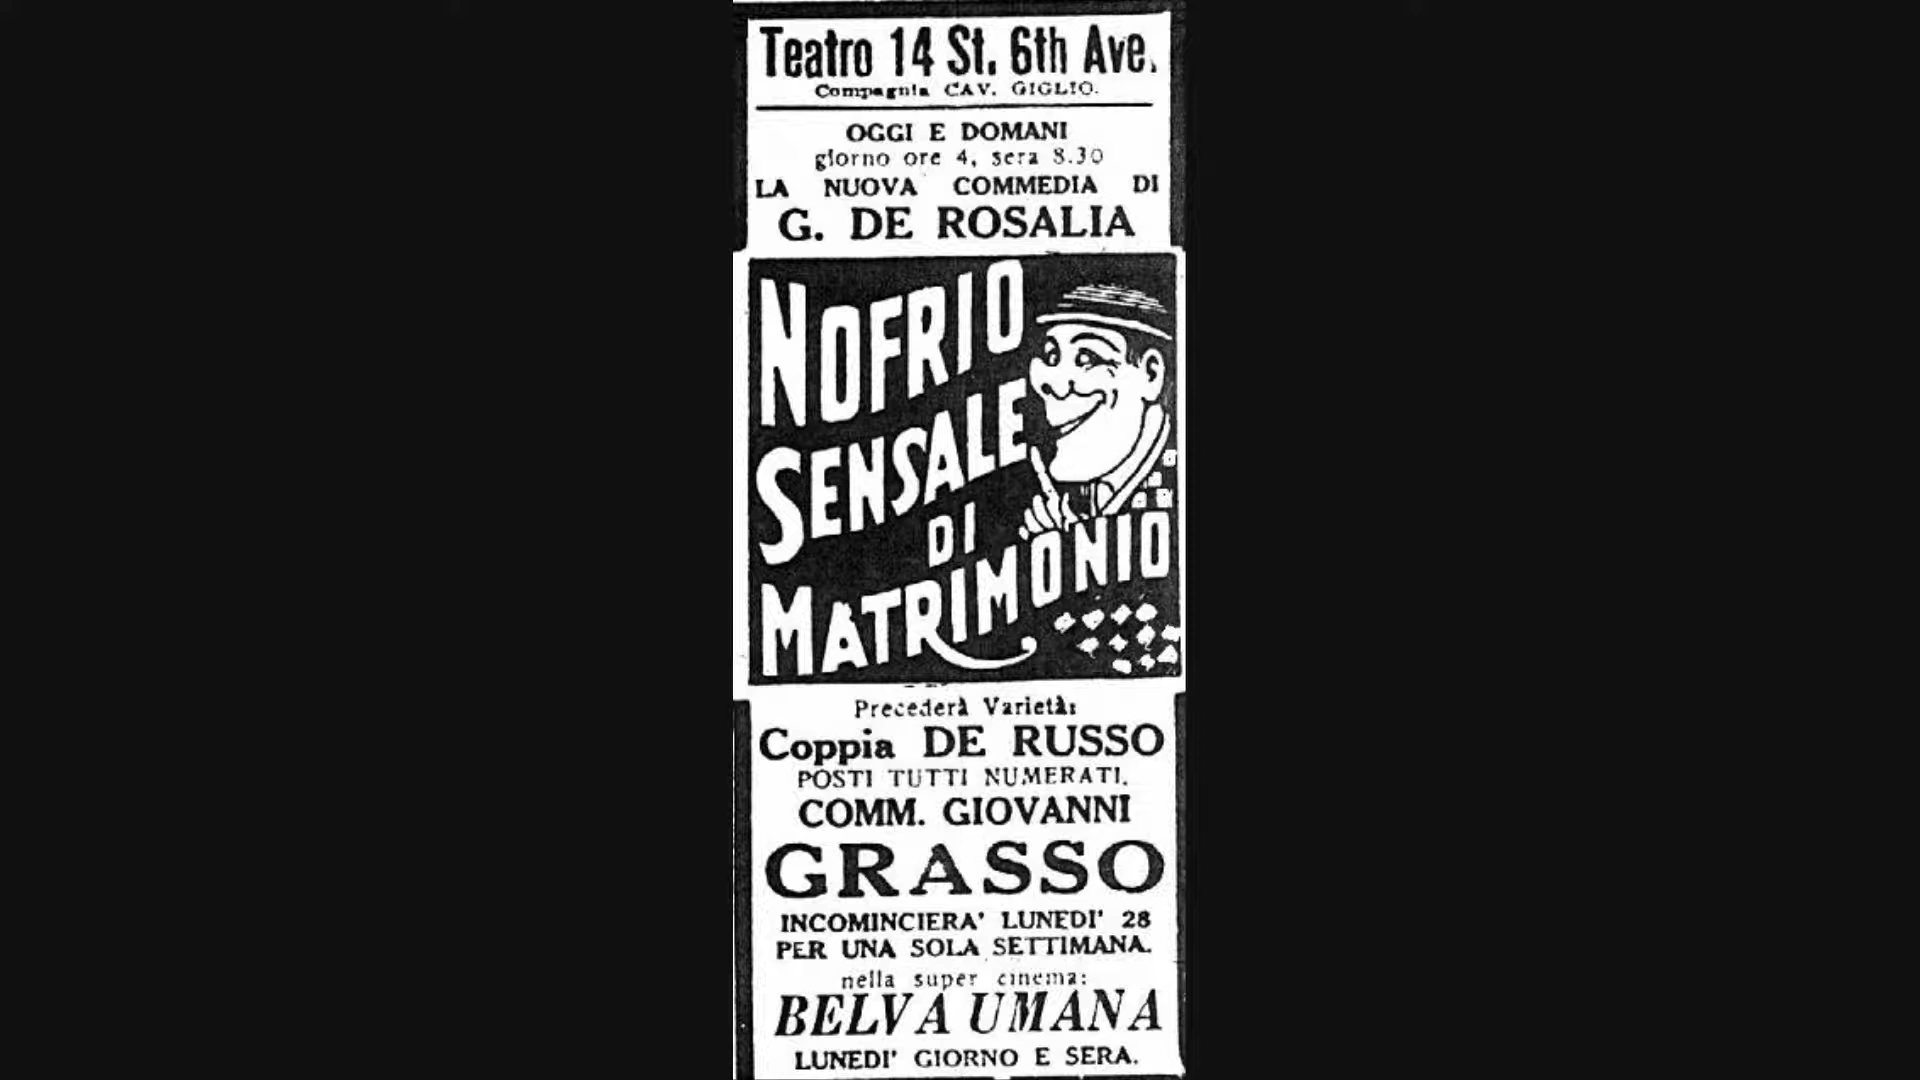 Teatro 14 St. 6th Ave.
Compagnia CAV. GIGLIO.
OGGI E DOMANI
giorno ore 4, sera 8.30
LA NUOVA COMMEDIA DI
G. DE ROSALIA
NOFRIO
SENSALE
DI
MATRIMONIO
Precederà Varietà:
Coppia DE RUSSO
POSTI TUTTI NUMERATI.
COMM. GIOVANNI
GRASSO
INCOMINCIERA' LUNEDI' 28
PER UNA SOLA SETTIMANA.
nella super cinema:
BELVA UMANA
LUNEDI' GIORNO E SERA.